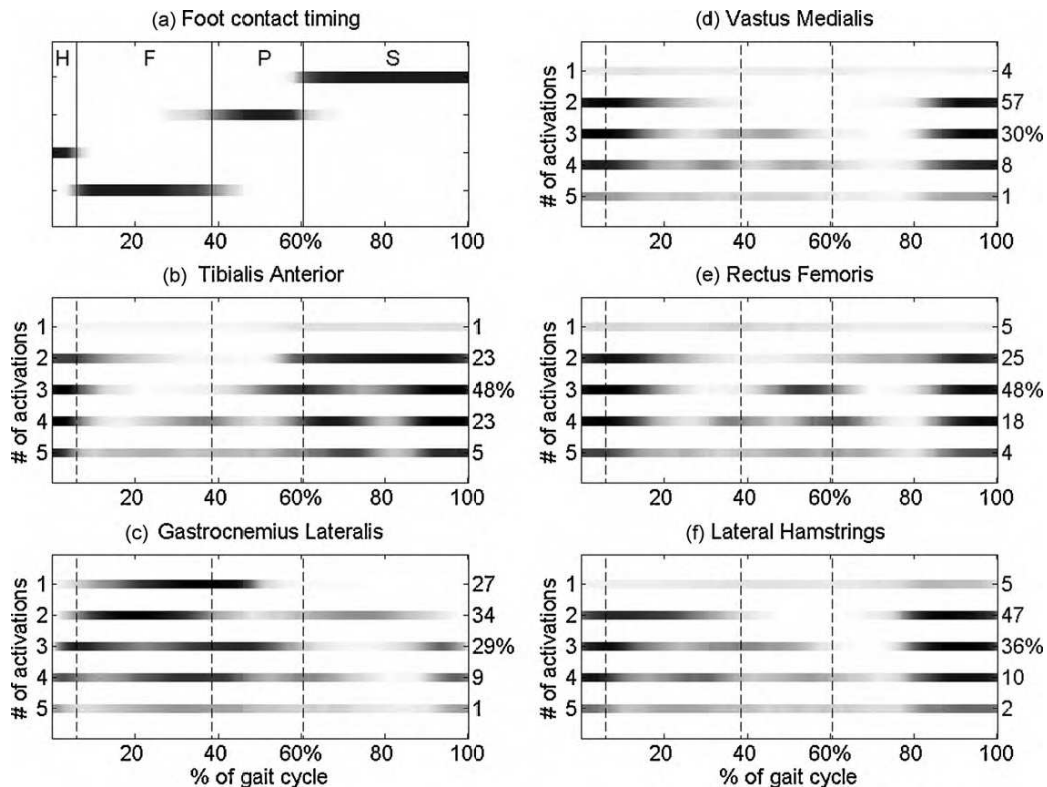 (a) Foot contact timing
H F P S
20 40 60% 80 100
(b) Tibialis Anterior
# of activations
1 1
2 23
3 48%
4 23
5 5
20 40 60% 80 100
(c) Gastrocnemius Lateralis
# of activations
1 27
2 34
3 29%
4 9
5 1
20 40 60% 80 100
% of gait cycle
(d) Vastus Medialis
# of activations
1 4
2 57
3 30%
4 8
5 1
20 40 60% 80 100
(e) Rectus Femoris
# of activations
1 5
2 25
3 48%
4 18
5 4
20 40 60% 80 100
(f) Lateral Hamstrings
# of activations
1 5
2 47
3 36%
4 10
5 2
20 40 60% 80 100
% of gait cycle